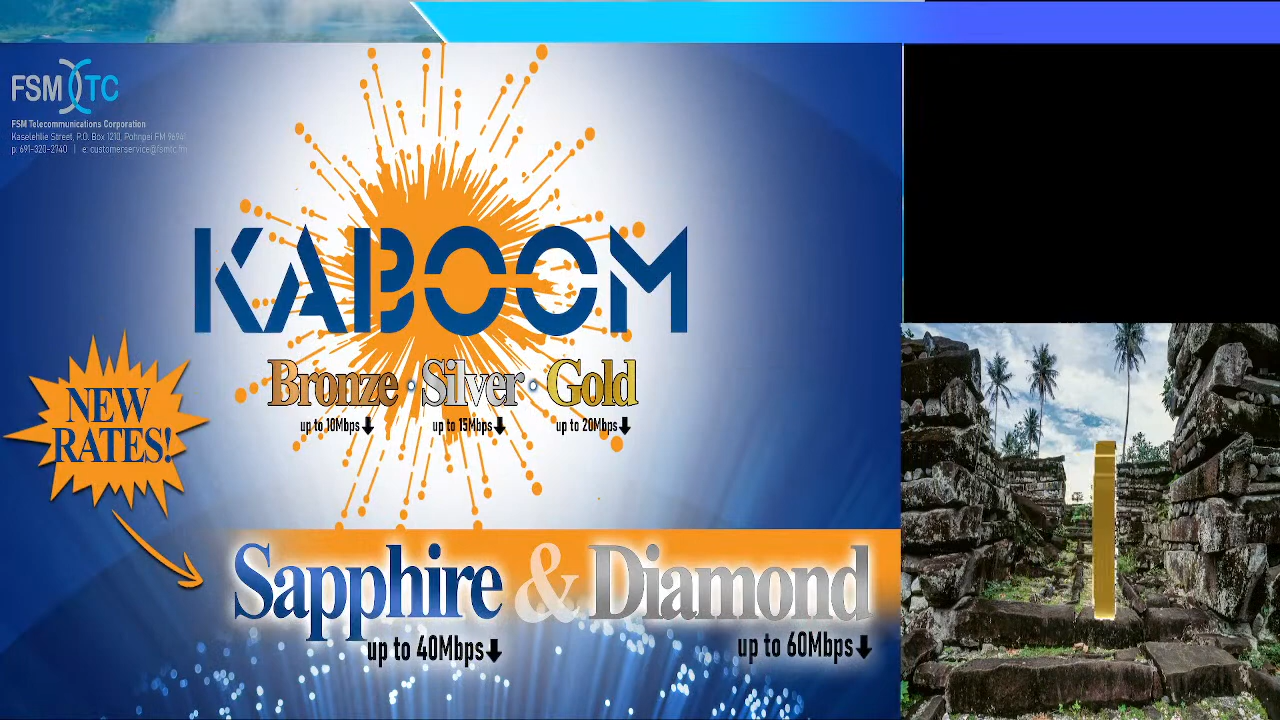 FSM TC
FSM Telecommunications Corporation
Kaselehlie Street, P.O. Box 1210, Pohnpei FM 96941
p: 691-320-2740 | e: customerservice@fsmtc.fm
KABOOM
Bronze · Silver · Gold
up to 10Mbps up to 15Mbps up to 20Mbps
NEW
RATES!
Sapphire & Diamond
up to 40Mbps up to 60Mbps